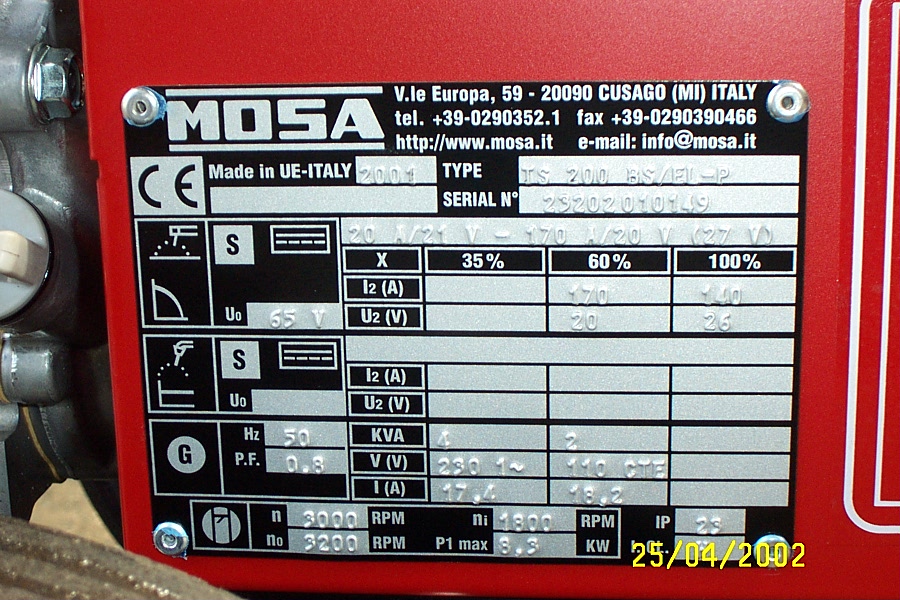 MOSA
V.le Europa, 59 - 20090 CUSAGO (MI) ITALY
tel. +39-0290352.1 fax +39-0290390466
http://www.mosa.it e-mail: info@mosa.it
CE Made in UE-ITALY 2001 TYPE TS 200 BS/EL-P
SERIAL N° 23202010149
20 A/21 V - 170 A/20 V (27 V)
S
X 35% 60% 100%
I2 (A) 170 140
U0 65 V U2 (V) 20 26
S
I2 (A)
U0 U2 (V)
G Hz 50 KVA 4 2
P.F. 0.8 V (V) 230 1~ 110 CTE
I (A) 17,4 18,2
n 3000 RPM n1 1800 RPM IP 23
n0 3200 RPM P1 max 8.3 KW
25/04/2002